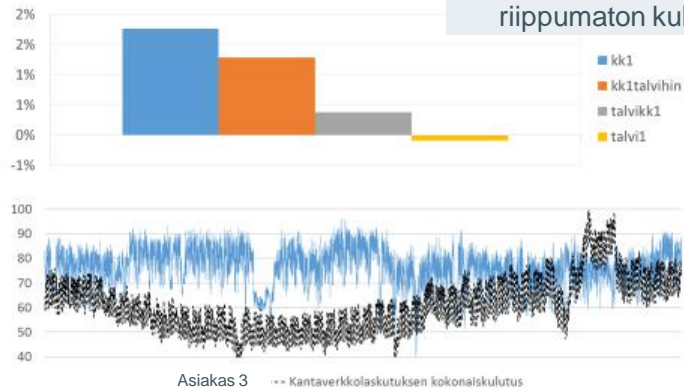 riippumaton
2%
2%
1%
1%
0%
-1%
kk1
kk1talvihin
talvikk1
talvi1
100
90
80
70
60
50
40
Asiakas 3
Kantaverkkolaskutuksen kokonaiskulutus